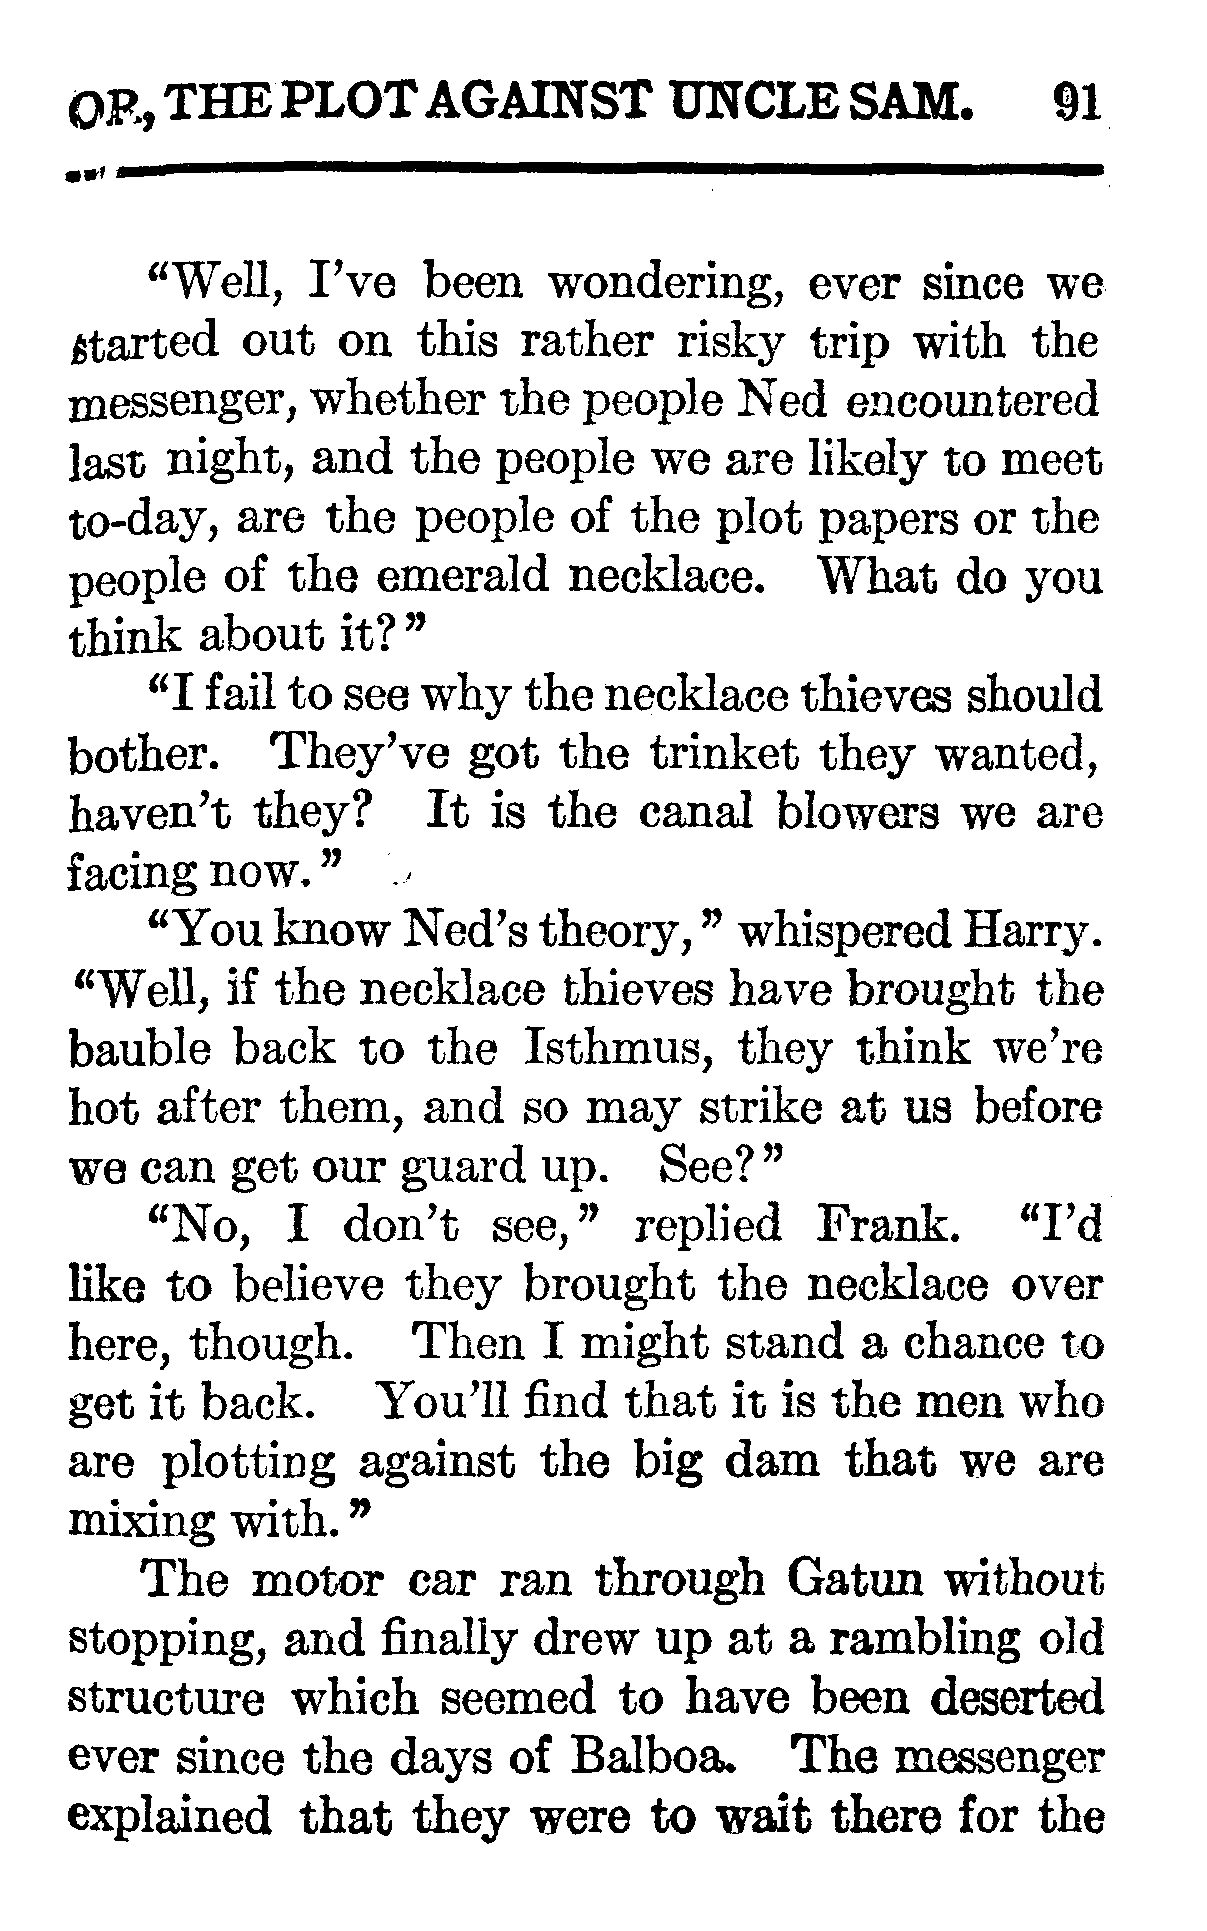 OR, THE PLOT AGAINST UNCLE SAM. 91
“Well, I’ve been wondering, ever since we
started out on this rather risky trip with the
messenger, whether the people Ned encountered
last night, and the people we are likely to meet
to-day, are the people of the plot papers or the
people of the emerald necklace. What do you
think about it?”
“I fail to see why the necklace thieves should
bother. They’ve got the trinket they wanted,
haven’t they? It is the canal blowers we are
facing now.”
“You know Ned’s theory,” whispered Harry.
“Well, if the necklace thieves have brought the
bauble back to the Isthmus, they think we’re
hot after them, and so may strike at us before
we can get our guard up. See?”
“No, I don’t see,” replied Frank. “I’d
like to believe they brought the necklace over
here, though. Then I might stand a chance to
get it back. You’ll find that it is the men who
are plotting against the big dam that we are
mixing with.”
The motor car ran through Gatun without
stopping, and finally drew up at a rambling old
structure which seemed to have been deserted
ever since the days of Balboa. The messenger
explained that they were to wait there for the